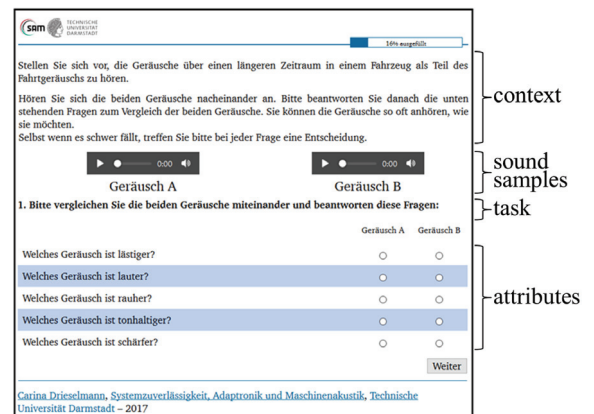 sam
TECHNISCHE
UNIVERSITÄT
DARMSTADT
16% ausgefüllt
Stellen Sie sich vor, die Geräusche über einen längeren Zeitraum in einem Fahrzeug als Teil des
Fahrtgeräuschs zu hören.
Hören Sie sich die beiden Geräusche nacheinander an. Bitte beantworten Sie danach die unten
stehenden Fragen zum Vergleich der beiden Geräusche. Sie können die Geräusche so oft anhören, wie
sie möchten.
Selbst wenn es schwer fällt, treffen Sie bitte bei jeder Frage eine Entscheidung.
context
0:00
0:00
Geräusch A
Geräusch B
sound
samples
1. Bitte vergleichen Sie die beiden Geräusche miteinander und beantworten diese Fragen:
task
Geräusch A Geräusch B
Welches Geräusch ist lästiger?
Welches Geräusch ist lauter?
Welches Geräusch ist rauher?
Welches Geräusch ist tonhaltiger?
Welches Geräusch ist schärfer?
attributes
Weiter
Carina Drieselmann, Systemzuverlässigkeit, Adaptronik und Maschinenakustik, Technische
Universität Darmstadt – 2017